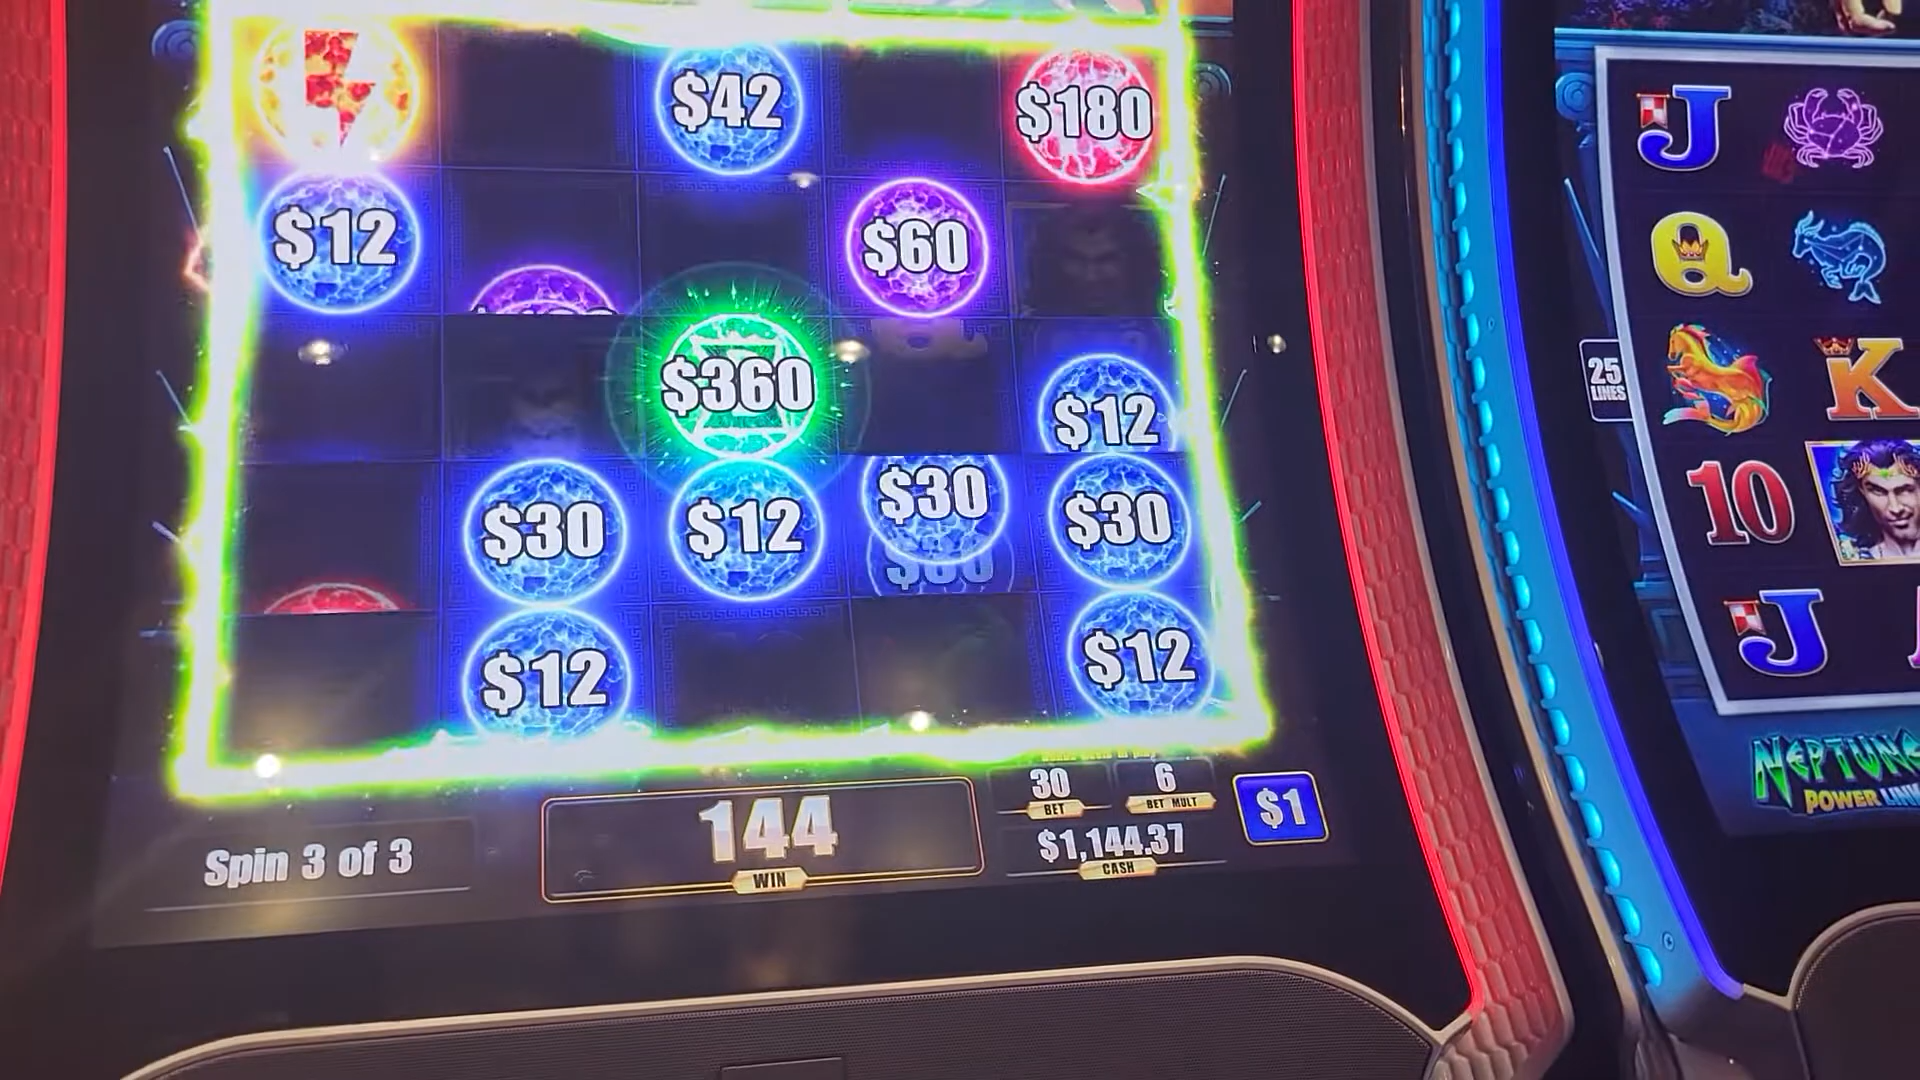 $42
$180
$12
$60
$360
$12
$30
$12
$30
$30
$12
$12
Spin 3 of 3
144
WIN
30
BET
6
BET MULT
$1,144.37
CASH
$1
J
Q
25
LINES
K
10
J
NEPTUNE
POWER LINK